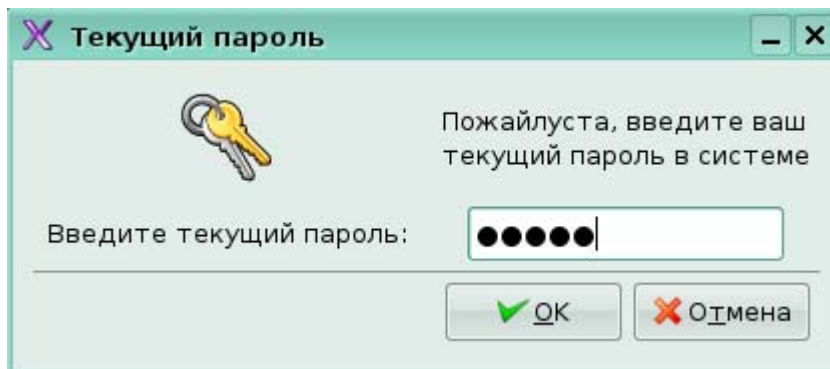 Текущий пароль
Пожайлуста, введите ваш
текущий пароль в системе
Введите текущий пароль: ●●●●●
OK Отмена